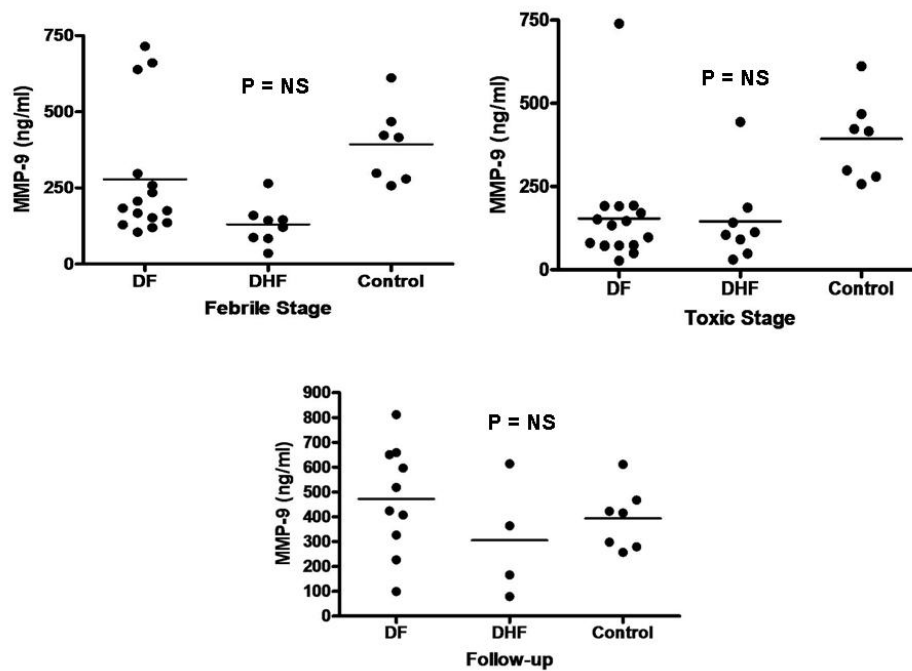 MMP-9 (ng/ml)
750
500
250
0
P = NS
DF
DHF
Control
Febrile Stage
MMP-9 (ng/ml)
750
500
250
0
P = NS
DF
DHF
Control
Toxic Stage
MMP-9 (ng/ml)
900
800
700
600
500
400
300
200
100
0
P = NS
DF
DHF
Control
Follow-up